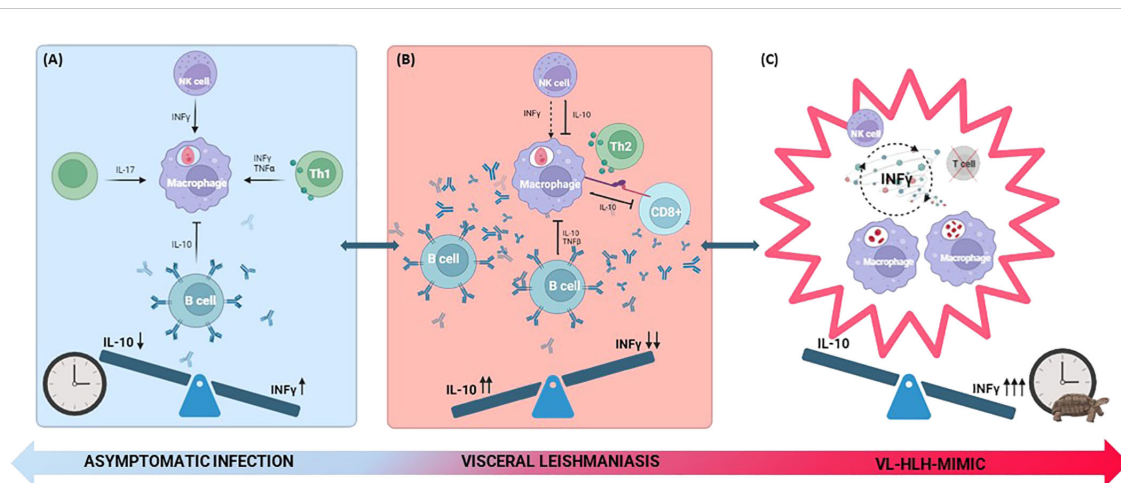 (A)
NK cell
INFγ
IL-17
Macrophage
INFγ
TNFα
Th1
IL-10
B cell
IL-10 ↓
INFγ ↑
(B)
NK cell
INFγ
IL-10
Th2
Macrophage
IL-10
CD8+
B cell
IL-10
TNFβ
B cell
INFγ ↓↓
IL-10 ↑↑
(C)
NK cell
T cell
INFγ
Macrophage
Macrophage
IL-10
INFγ ↑↑↑
ASYMPTOMATIC INFECTION
VISCERAL LEISHMANIASIS
VL-HLH-MIMIC